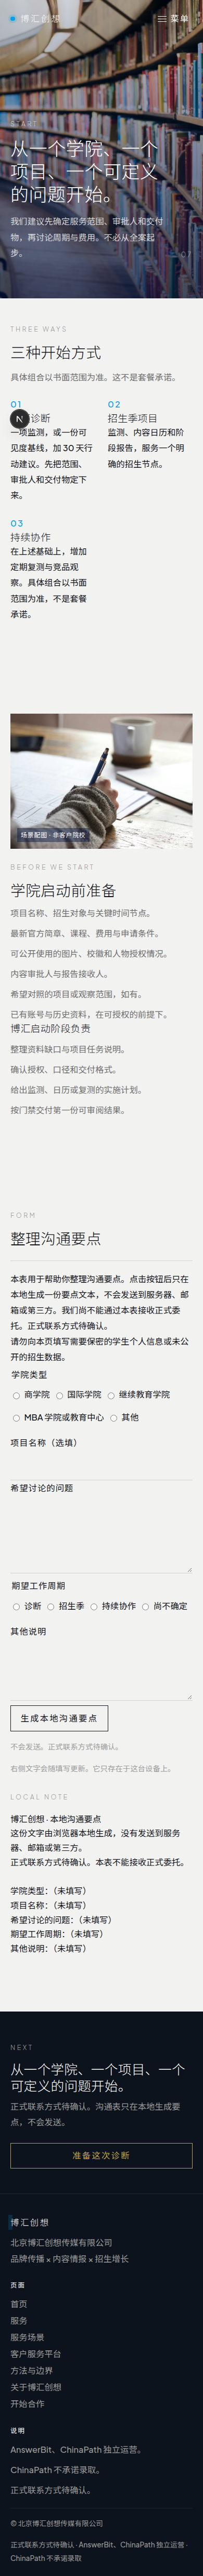 博汇创想
菜单
START
从一个学院、一个
项目、一个可定义
的问题开始。
我们建议先确定服务范围、审批人和交付
物，再讨论周期与费用。不必从全案起
步。
THREE WAYS
三种开始方式
具体组合以书面范围为准。这不是套餐承诺。
01
诊断
一项监测，或一份可
见度基线，加 30 天行
动建议。先把范围、
审批人和交付物定下
来。
02
招生季项目
监测、内容日历和阶
段报告，服务一个明
确的招生节点。
N
03
持续协作
在上述基础上，增加
定期复测与竞品观
察。具体组合以书面
范围为准，不是套餐
承诺。
场景配图 · 非客户院校
BEFORE WE START
学院启动前准备
项目名称、招生对象与关键时间节点。
最新官方简章、课程、费用与申请条件。
可公开使用的图片、校徽和人物授权情况。
内容审批人与报告接收人。
希望对照的项目或观察范围，如有。
已有账号与历史资料，在可授权的前提下。
博汇启动阶段负责
整理资料缺口与项目任务说明。
确认授权、口径和交付格式。
给出监测、日历或复测的实施计划。
按门禁交付第一份可审阅结果。
FORM
整理沟通要点
本表用于帮助你整理沟通要点。点击按钮后只在
本地生成一份要点文本，不会发送到服务器、邮
箱或第三方。我们尚不能通过本表接收正式委
托。正式联系方式待确认。
请勿向本页填写需要保密的学生个人信息或未公
开的招生数据。
学院类型
商学院 国际学院 继续教育学院
MBA 学院或教育中心 其他
项目名称（选填）
希望讨论的问题
期望工作周期
诊断 招生季 持续协作 尚不确定
其他说明
生成本地沟通要点
不会发送。正式联系方式待确认。
右侧文字会随填写更新。它只存在于这台设备上。
LOCAL NOTE
博汇创想 · 本地沟通要点
这份文字由浏览器本地生成，没有发送到服务
器、邮箱或第三方。
正式联系方式待确认。本表不能接收正式委托。
学院类型：（未填写）
项目名称：（未填写）
希望讨论的问题：（未填写）
期望工作周期：（未填写）
其他说明：（未填写）
NEXT
从一个学院、一个项目、一个
可定义的问题开始。
正式联系方式待确认。沟通表只在本地生成要
点，不会发送。
准备这次诊断
博汇创想
北京博汇创想传媒有限公司
品牌传播 × 内容情报 × 招生增长
页面
首页
服务
服务场景
客户服务平台
方法与边界
关于博汇创想
开始合作
说明
AnswerBit、ChinaPath 独立运营。
ChinaPath 不承诺录取。
正式联系方式待确认。
© 北京博汇创想传媒有限公司
正式联系方式待确认 · AnswerBit、ChinaPath 独立运营 ·
ChinaPath 不承诺录取